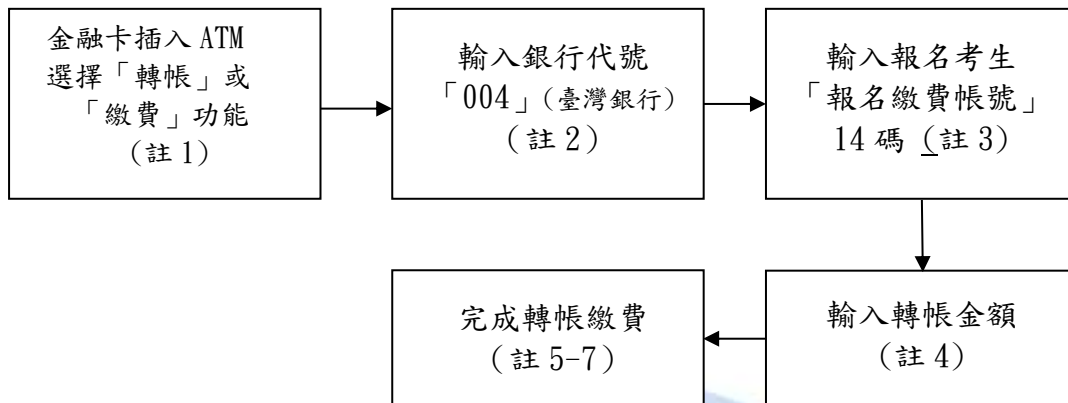 金融卡插入 ATM
選擇「轉帳」或
「繳費」功能
(註 1)
輸入銀行代號
「004」(臺灣銀行)
(註 2)
輸入報名考生
「報名繳費帳號」
14 碼 (註 3)
輸入轉帳金額
(註 4)
完成轉帳繳費
(註 5-7)